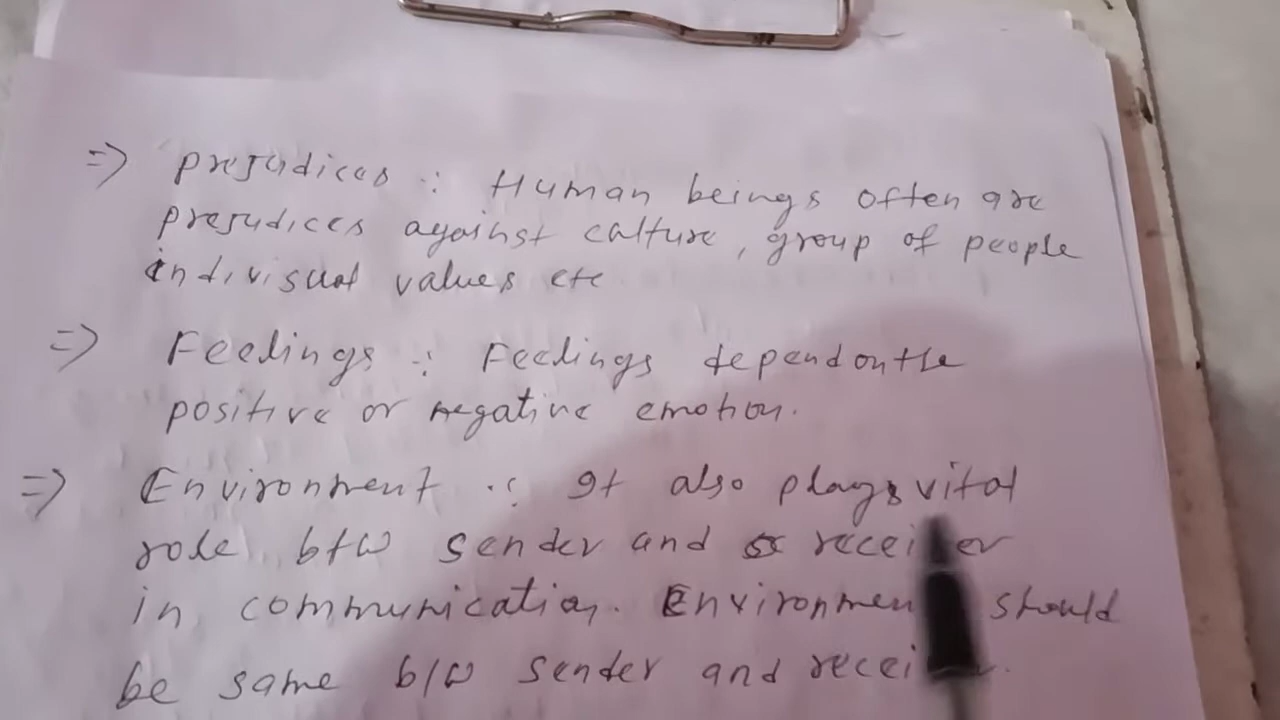 => Prejudices :: Human beings often are
prejudices against culture, group of people
indivisual values etc
=> Feelings :: Feelings depend on the
positive or negative emotion.
=> Environment :: It also plays vital
role btw sender and receiver
in communication. Environment should
be same b/w sender and